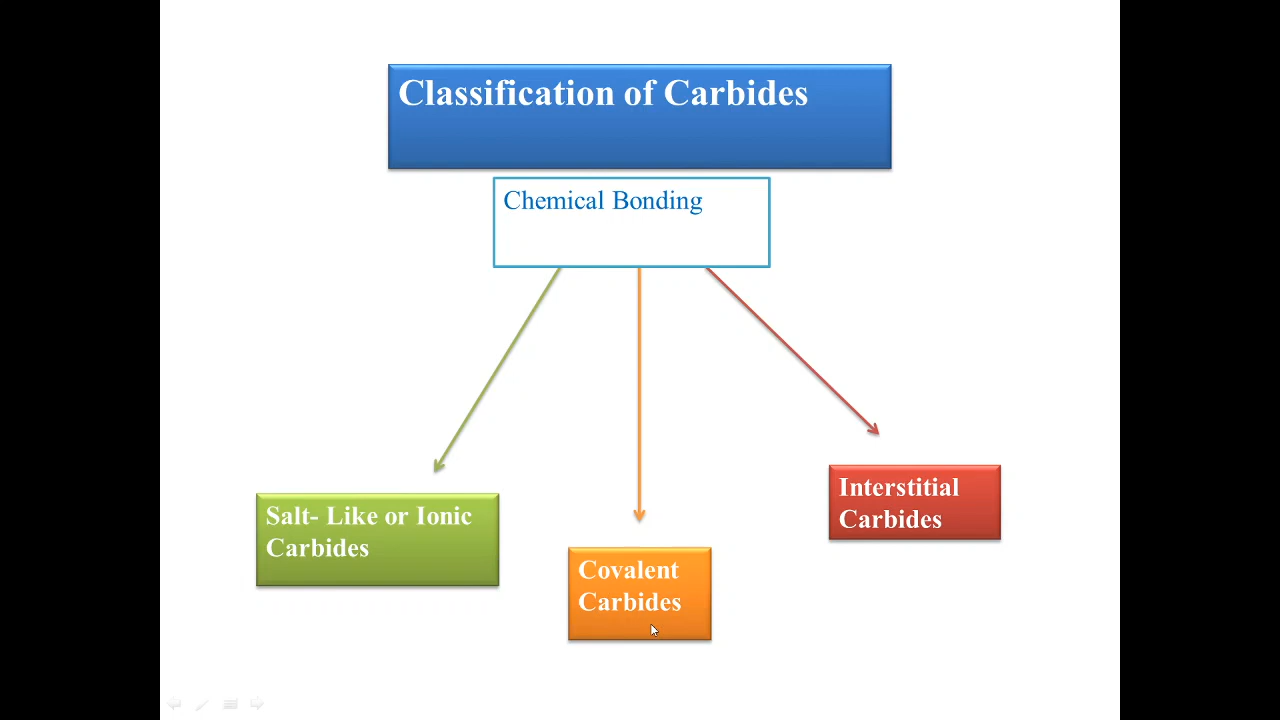 Classification of Carbides
Chemical Bonding
Salt- Like or Ionic
Carbides
Covalent
Carbides
Interstitial
Carbides